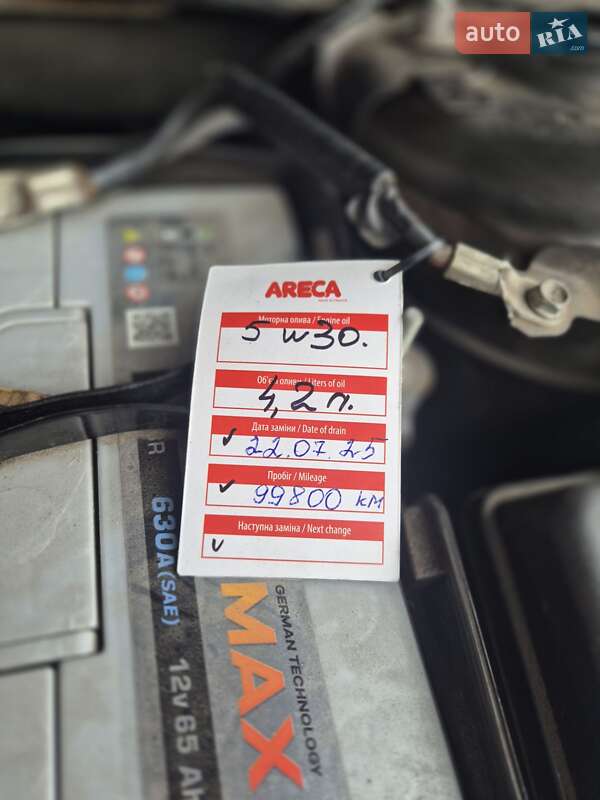 auto RIA .com
ARECA
Моторна олива / Engine oil
5 w30.
Об'єм оливи / Liters of oil
4,2 л.
Дата заміни / Date of drain
22.07.25
Пробіг / Mileage
99800 км
Наступна заміна / Next change
630A (SAE)
12v 65 Ah
MAX
GERMAN TECHNOLOGY